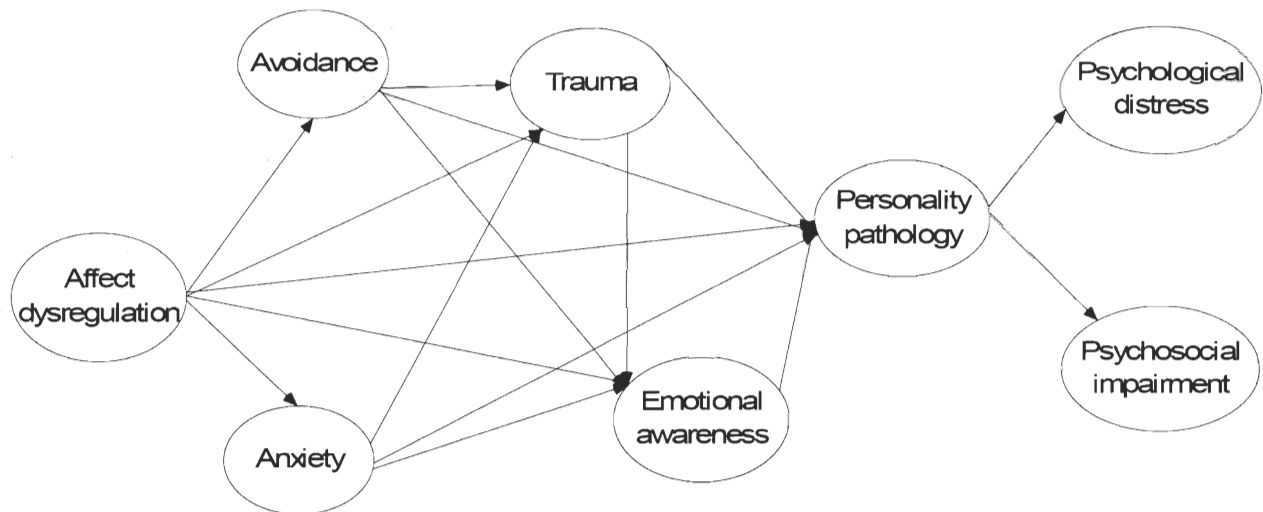 Avoidance
Trauma
Psychological
distress
Personality
pathology
Affect
dysregulation
Psychosocial
impairment
Emotional
awareness
Anxiety